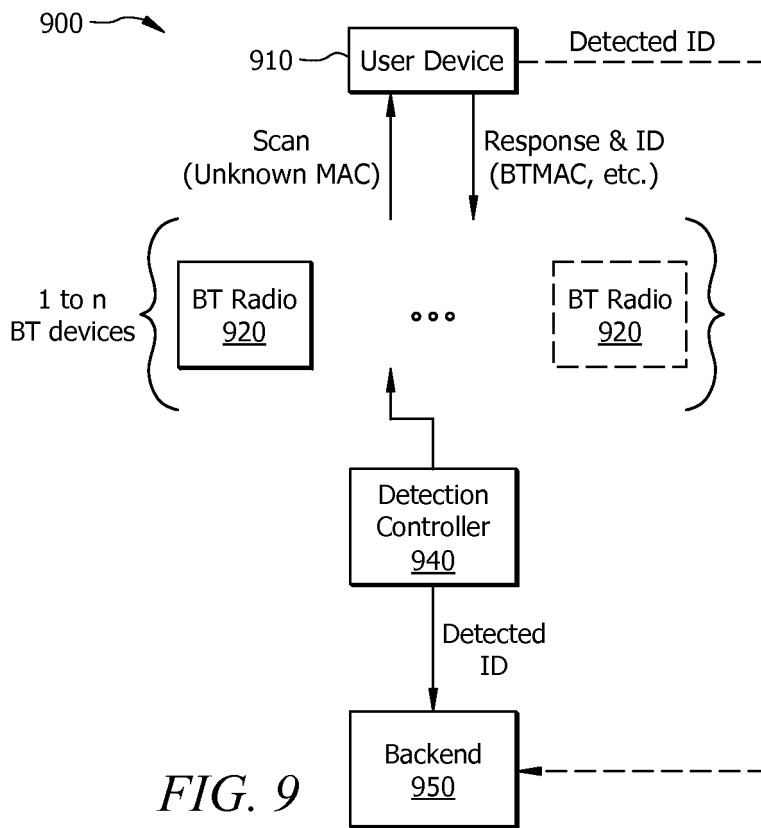 900
910
User Device
Detected ID
Scan
(Unknown MAC)
Response & ID
(BTMAC, etc.)
1 to n
BT devices
BT Radio
920
BT Radio
920
Detection
Controller
940
Detected
ID
Backend
950
FIG. 9